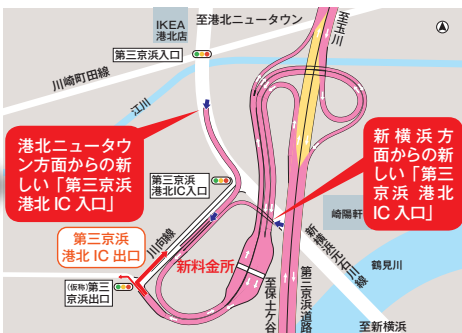 IKEA
港北店
至港北ニュータウン
第三京浜入口
至玉川
川崎町田線
江川
港北ニュータウ
ン方面からの新
しい「第三京浜
港北 IC 入口」
新横浜方
面からの新
しい「第三
京浜 港北
IC 入口」
第三京浜
港北IC入口
崎陽軒
第三京浜
港北 IC 出口
川向線
新料金所
新横浜元石川線
鶴見川
(仮称)第三
京浜出口
至保土ケ谷
第三京浜道路
至新横浜